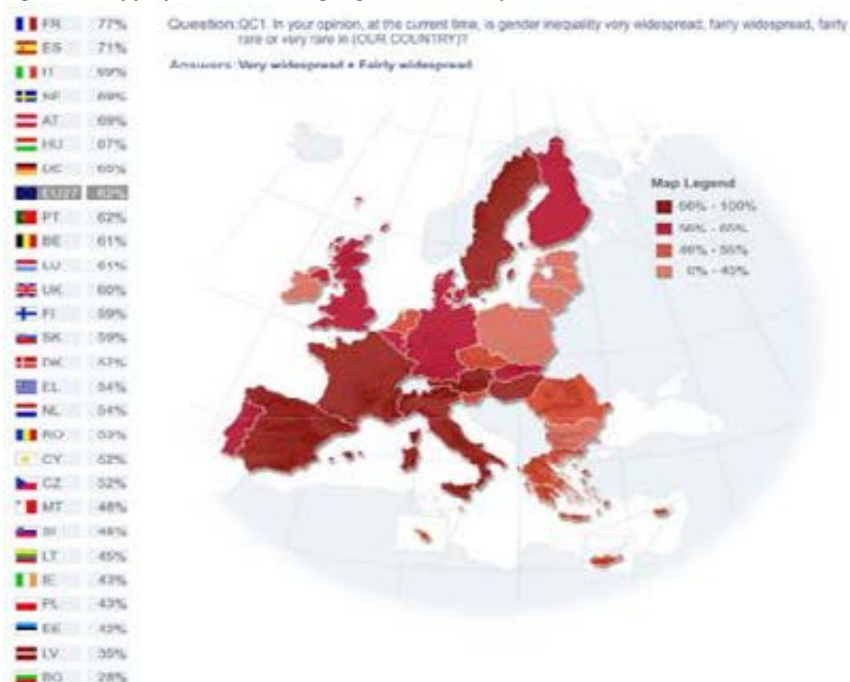 FR 77%
ES 71%
IT 69%
SE 69%
AT 69%
HU 67%
DE 65%
EU27 62%
PT 62%
BE 61%
LU 61%
UK 60%
FI 59%
SK 59%
DK 57%
EL 54%
NL 54%
RO 53%
CY 52%
CZ 52%
MT 48%
SI 48%
LT 45%
IE 43%
PL 43%
EE 42%
LV 35%
BG 28%
Question: QC1. In your opinion, at the current time, is gender inequality very widespread, fairly widespread, fairly
rare or very rare in (OUR COUNTRY)?
Answers: Very widespread + Fairly widespread
Map Legend
66% - 100%
56% - 65%
46% - 55%
0% - 45%